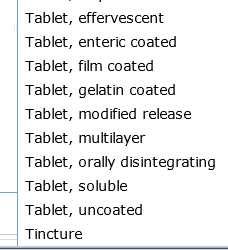 Tablet, effervescent
Tablet, enteric coated
Tablet, film coated
Tablet, gelatin coated
Tablet, modified release
Tablet, multilayer
Tablet, orally disintegrating
Tablet, soluble
Tablet, uncoated
Tincture